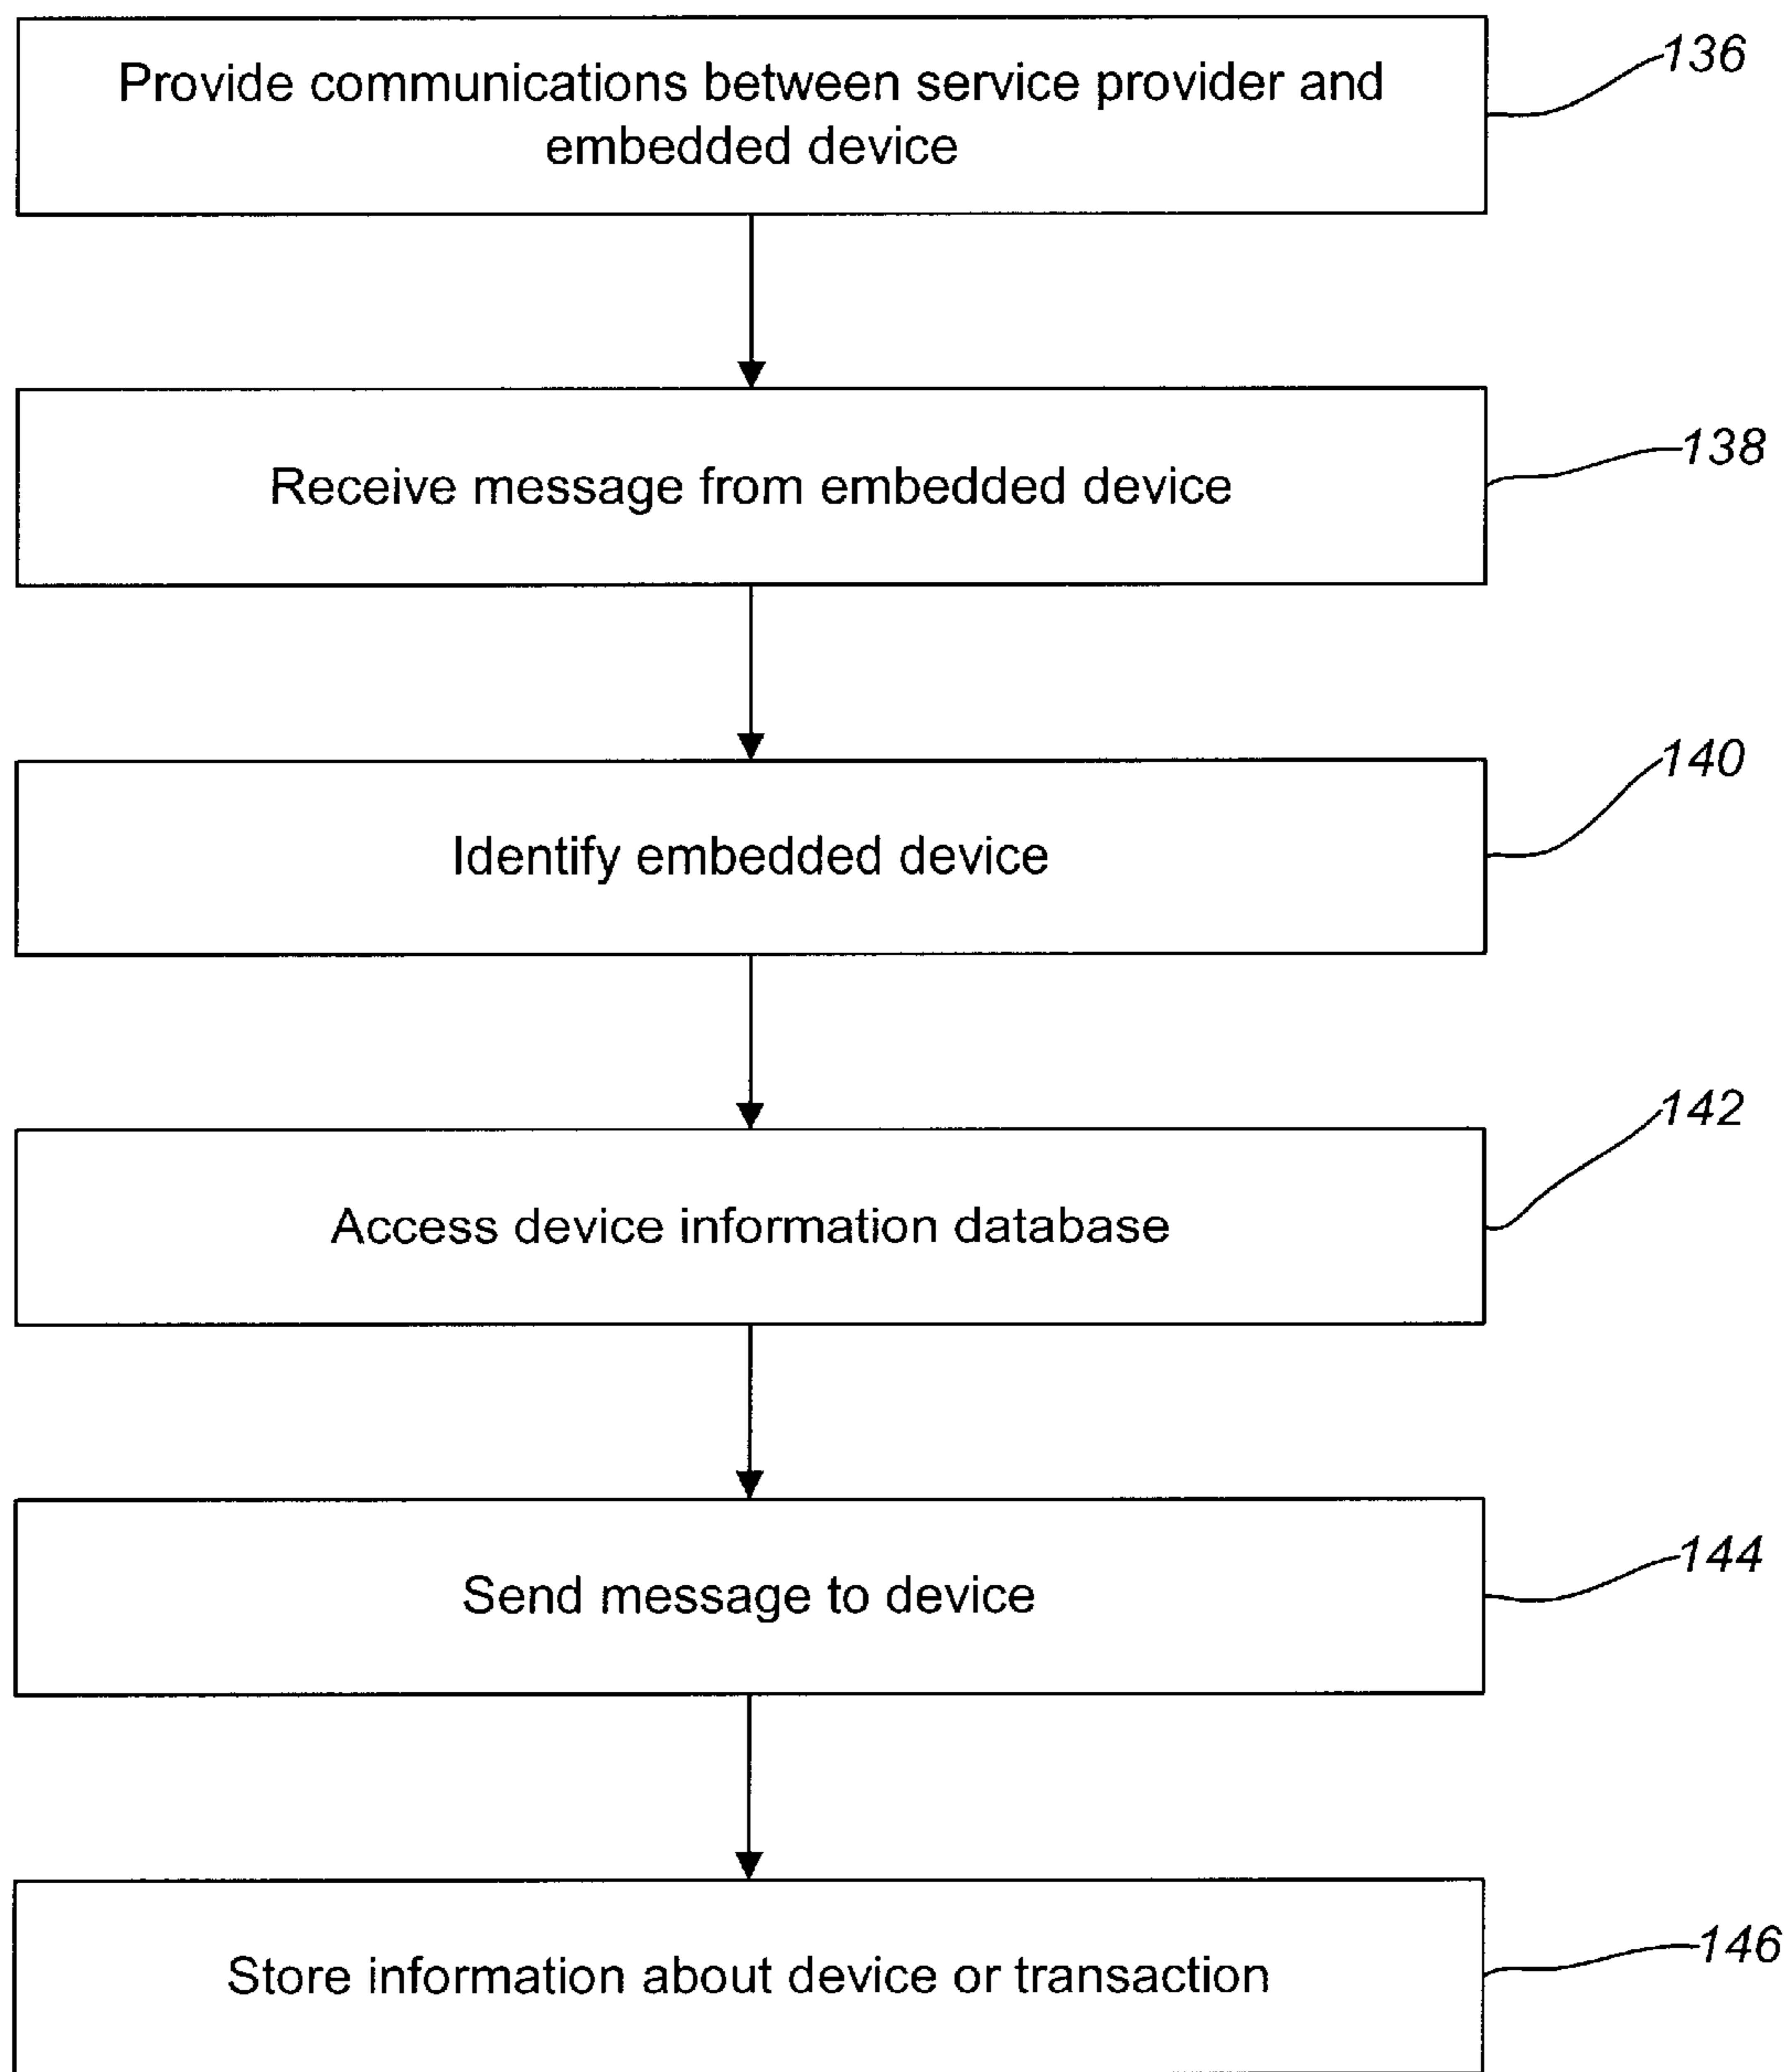 Provide communications between service provider and
embedded device
136
Receive message from embedded device
138
Identify embedded device
140
Access device information database
142
Send message to device
144
Store information about device or transaction
146